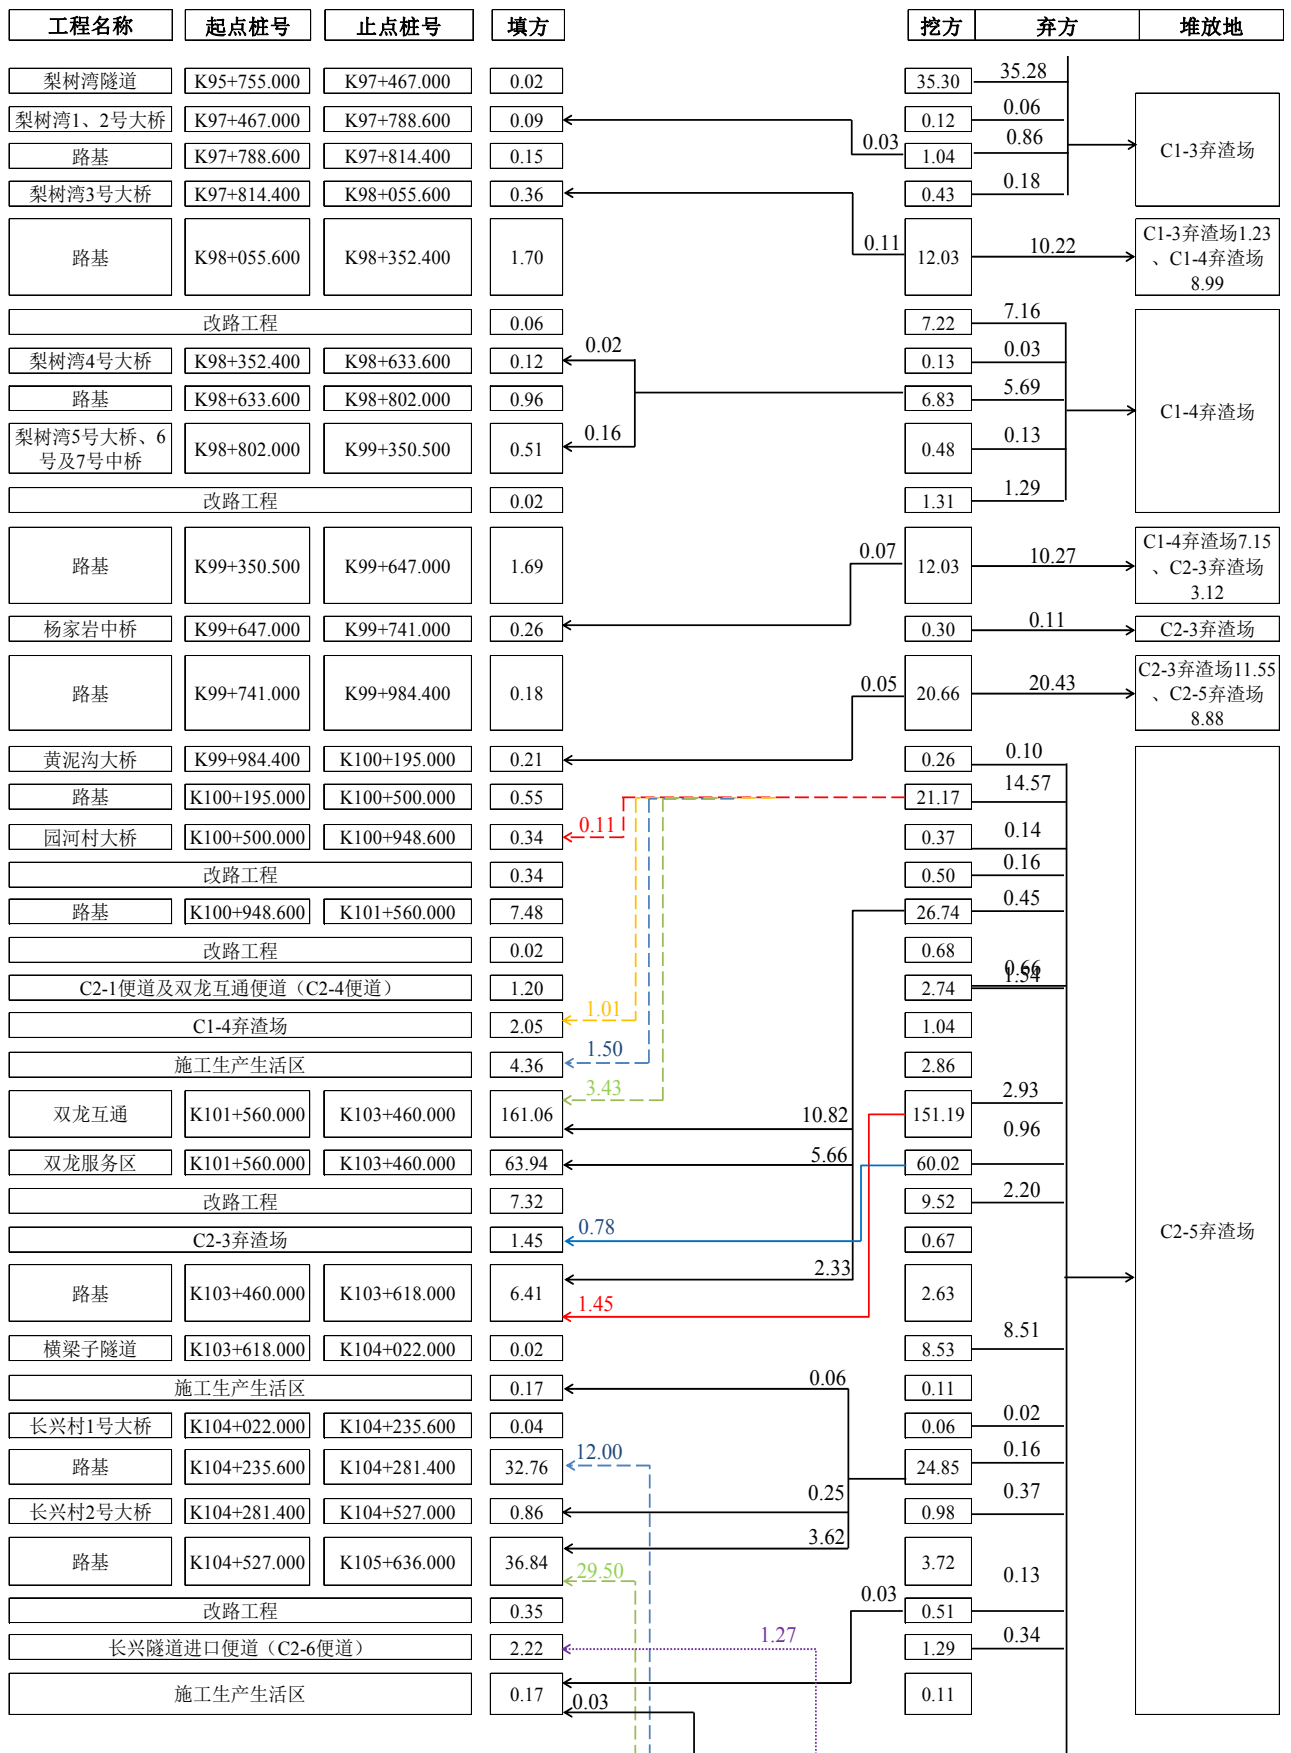 工程名称 起点桩号 止点桩号 填方 挖方 弃方 堆放地
梨树湾隧道 K95+755.000 K97+467.000 0.02 35.30 35.28
梨树湾1、2号大桥 K97+467.000 K97+788.600 0.09 0.12 0.06
路基 K97+788.600 K97+814.400 0.15 0.03 1.04 0.86 C1-3弃渣场
梨树湾3号大桥 K97+814.400 K98+055.600 0.36 0.43 0.18
路基 K98+055.600 K98+352.400 1.70 0.11 12.03 10.22 C1-3弃渣场1.23
、C1-4弃渣场
8.99
改路工程 0.06 7.22 7.16
梨树湾4号大桥 K98+352.400 K98+633.600 0.12 0.02 0.13 0.03
路基 K98+633.600 K98+802.000 0.96 6.83 5.69 C1-4弃渣场
梨树湾5号大桥、6
号及7号中桥 K98+802.000 K99+350.500 0.51 0.16 0.48 0.13
改路工程 0.02 1.31 1.29
路基 K99+350.500 K99+647.000 1.69 0.07 12.03 10.27 C1-4弃渣场7.15
、C2-3弃渣场
3.12
杨家岩中桥 K99+647.000 K99+741.000 0.26 0.30 0.11 C2-3弃渣场
路基 K99+741.000 K99+984.400 0.18 0.05 20.66 20.43 C2-3弃渣场11.55
、C2-5弃渣场
8.88
黄泥沟大桥 K99+984.400 K100+195.000 0.21 0.26 0.10
路基 K100+195.000 K100+500.000 0.55 21.17 14.57
园河村大桥 K100+500.000 K100+948.600 0.34 0.11 0.37 0.14
改路工程 0.34 0.50 0.16
路基 K100+948.600 K101+560.000 7.48 26.74 0.45
改路工程 0.02 0.68 0.66
C2-1便道及双龙互通便道（C2-4便道） 1.20 2.74 1.54
C1-4弃渣场 2.05 1.01 1.04
施工生产生活区 4.36 1.50 2.86
双龙互通 K101+560.000 K103+460.000 161.06 3.43 10.82 151.19 2.93
双龙服务区 K101+560.000 K103+460.000 63.94 5.66 60.02 0.96
改路工程 7.32 9.52 2.20
C2-3弃渣场 1.45 0.78 0.67 C2-5弃渣场
路基 K103+460.000 K103+618.000 6.41 2.33 1.45 2.63
横梁子隧道 K103+618.000 K104+022.000 0.02 8.53 8.51
施工生产生活区 0.17 0.06 0.11
长兴村1号大桥 K104+022.000 K104+235.600 0.04 0.06 0.02
路基 K104+235.600 K104+281.400 32.76 12.00 24.85 0.16
长兴村2号大桥 K104+281.400 K104+527.000 0.86 0.25 0.98 0.37
路基 K104+527.000 K105+636.000 36.84 3.62 29.50 3.72
改路工程 0.35 0.03 0.51 0.13
长兴隧道进口便道（C2-6便道） 2.22 1.27 1.29 0.34
施工生产生活区 0.17 0.03 0.11